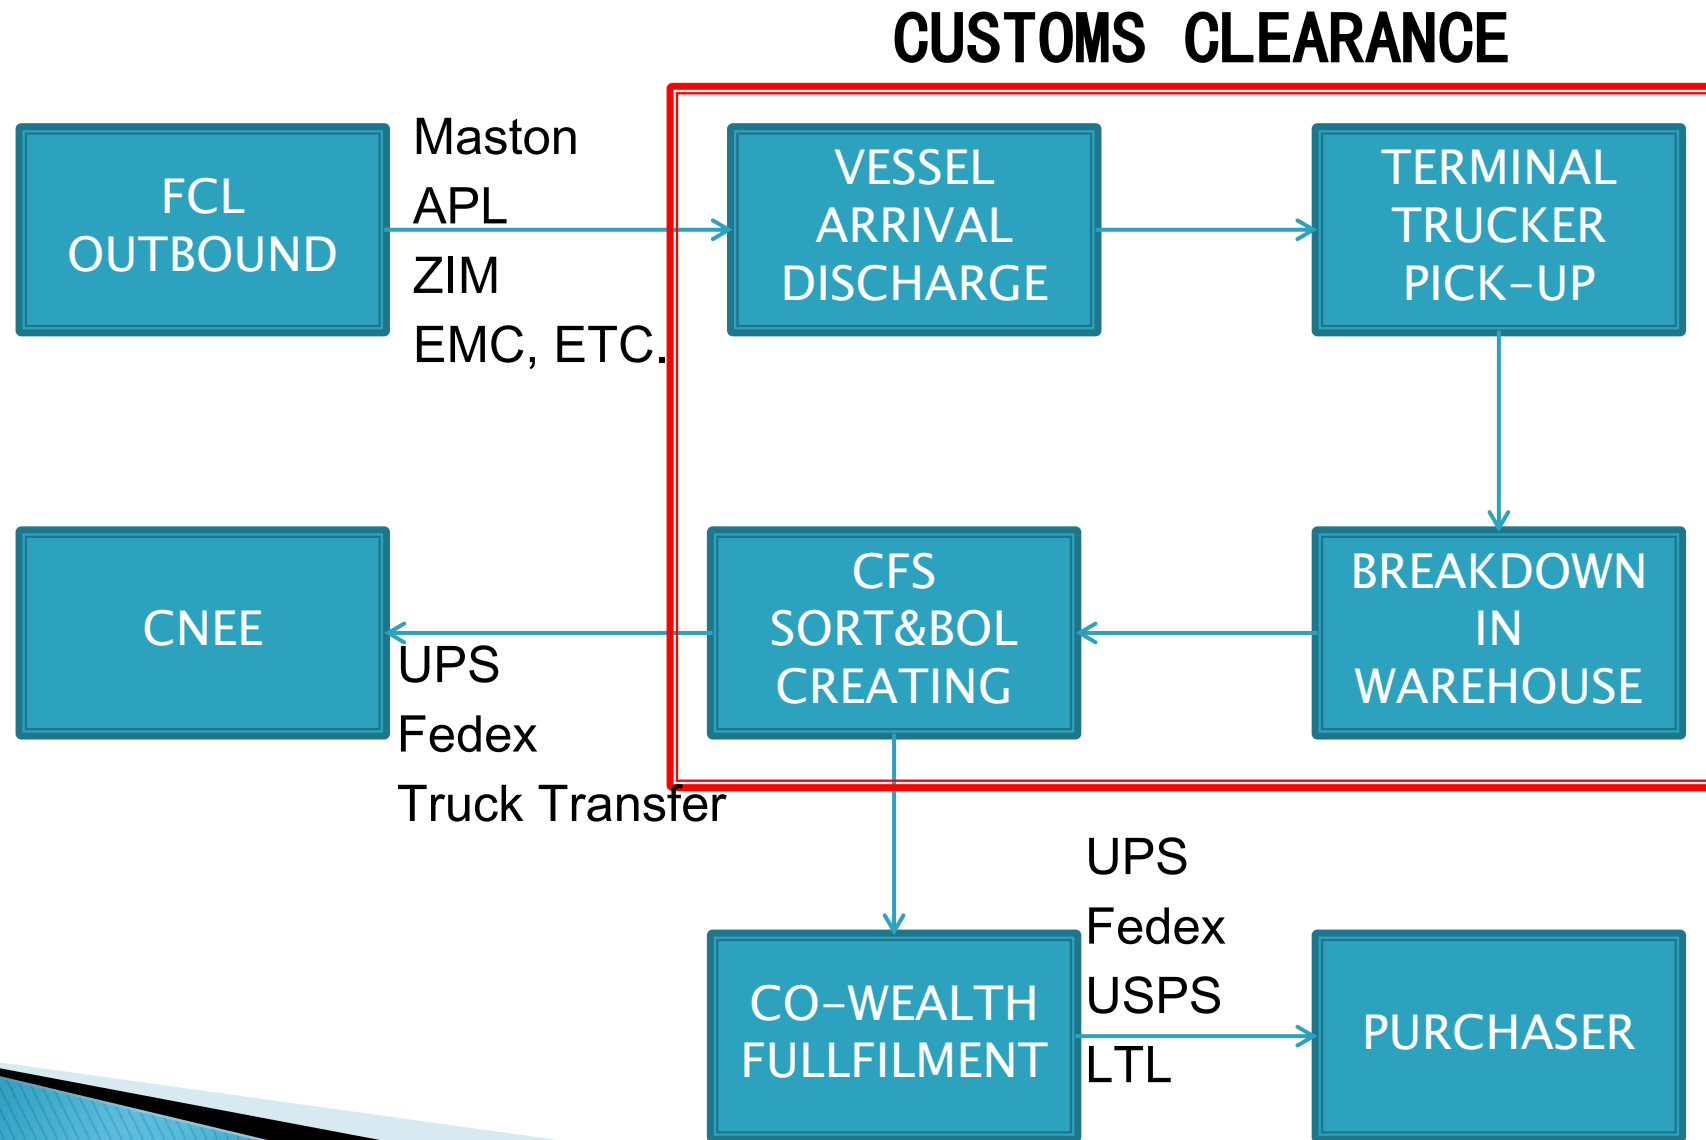 CUSTOMS CLEARANCE
FCL
OUTBOUND
Maston
APL
ZIM
EMC, ETC.
VESSEL
ARRIVAL
DISCHARGE
TERMINAL
TRUCKER
PICK-UP
CNEE
UPS
Fedex
Truck Transfer
CFS
SORT&BOL
CREATING
BREAKDOWN
IN
WAREHOUSE
CO-WEALTH
FULLFILMENT
UPS
Fedex
USPS
LTL
PURCHASER